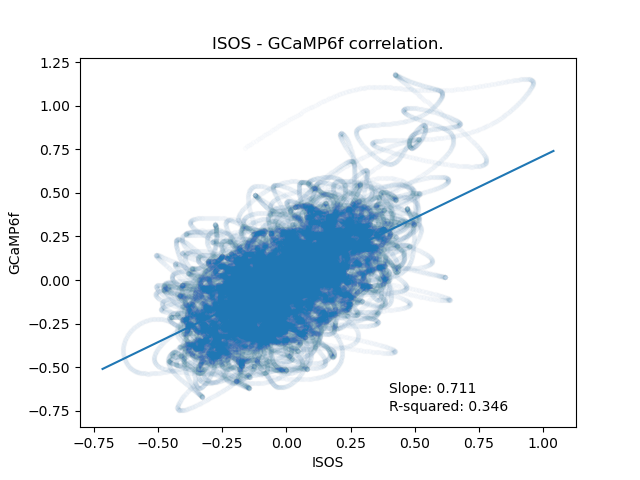 ISOS - GCaMP6f correlation.
1.25
1.00
0.75
0.50
0.25
0.00
−0.25
−0.50
−0.75
GCaMP6f
Slope: 0.711
R-squared: 0.346
−0.75 −0.50 −0.25 0.00 0.25 0.50 0.75 1.00
ISOS